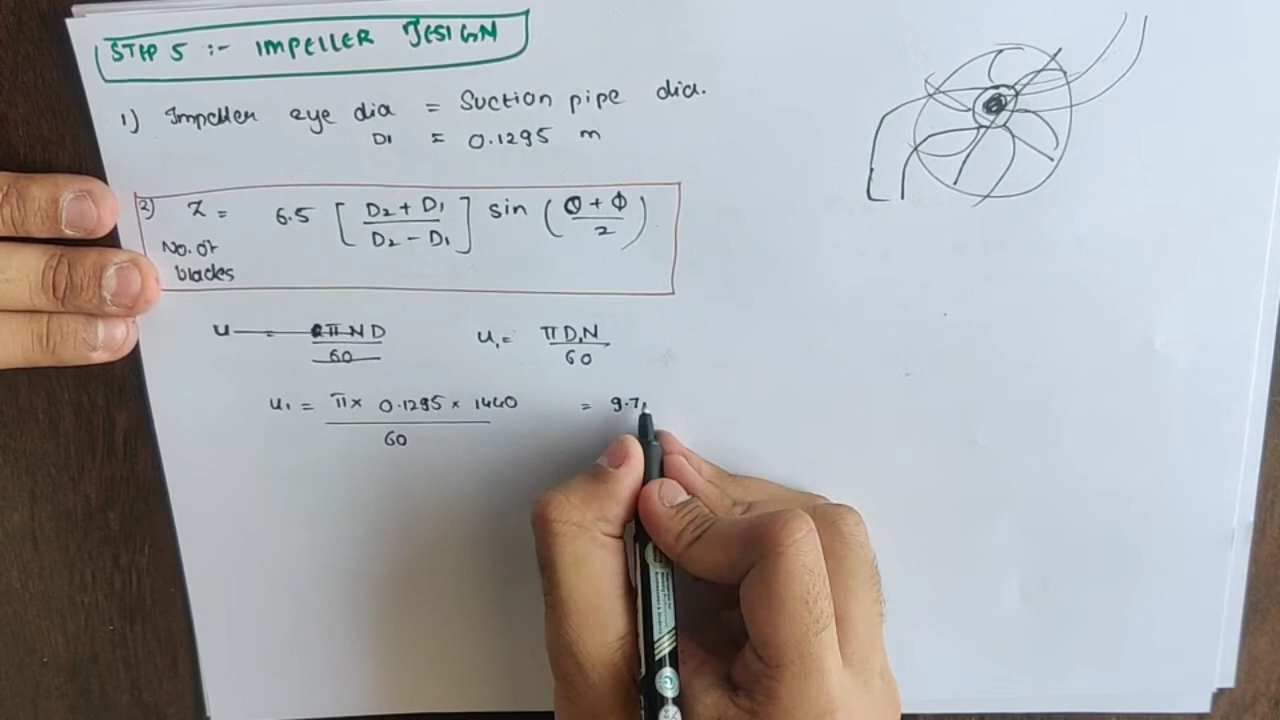 STEP 5 :- IMPELLER DESIGN
1) Impeller eye dia = Suction pipe dia.
D1 = 0.1295 m
2) Z = 6.5 [ (D2 + D1) / (D2 - D1) ] sin ( (θ + Φ) / 2 )
No. of
blades
u = 2πND / 60    u1 = πD1N / 60
u1 = π × 0.1295 × 1440 / 60 = 9.7